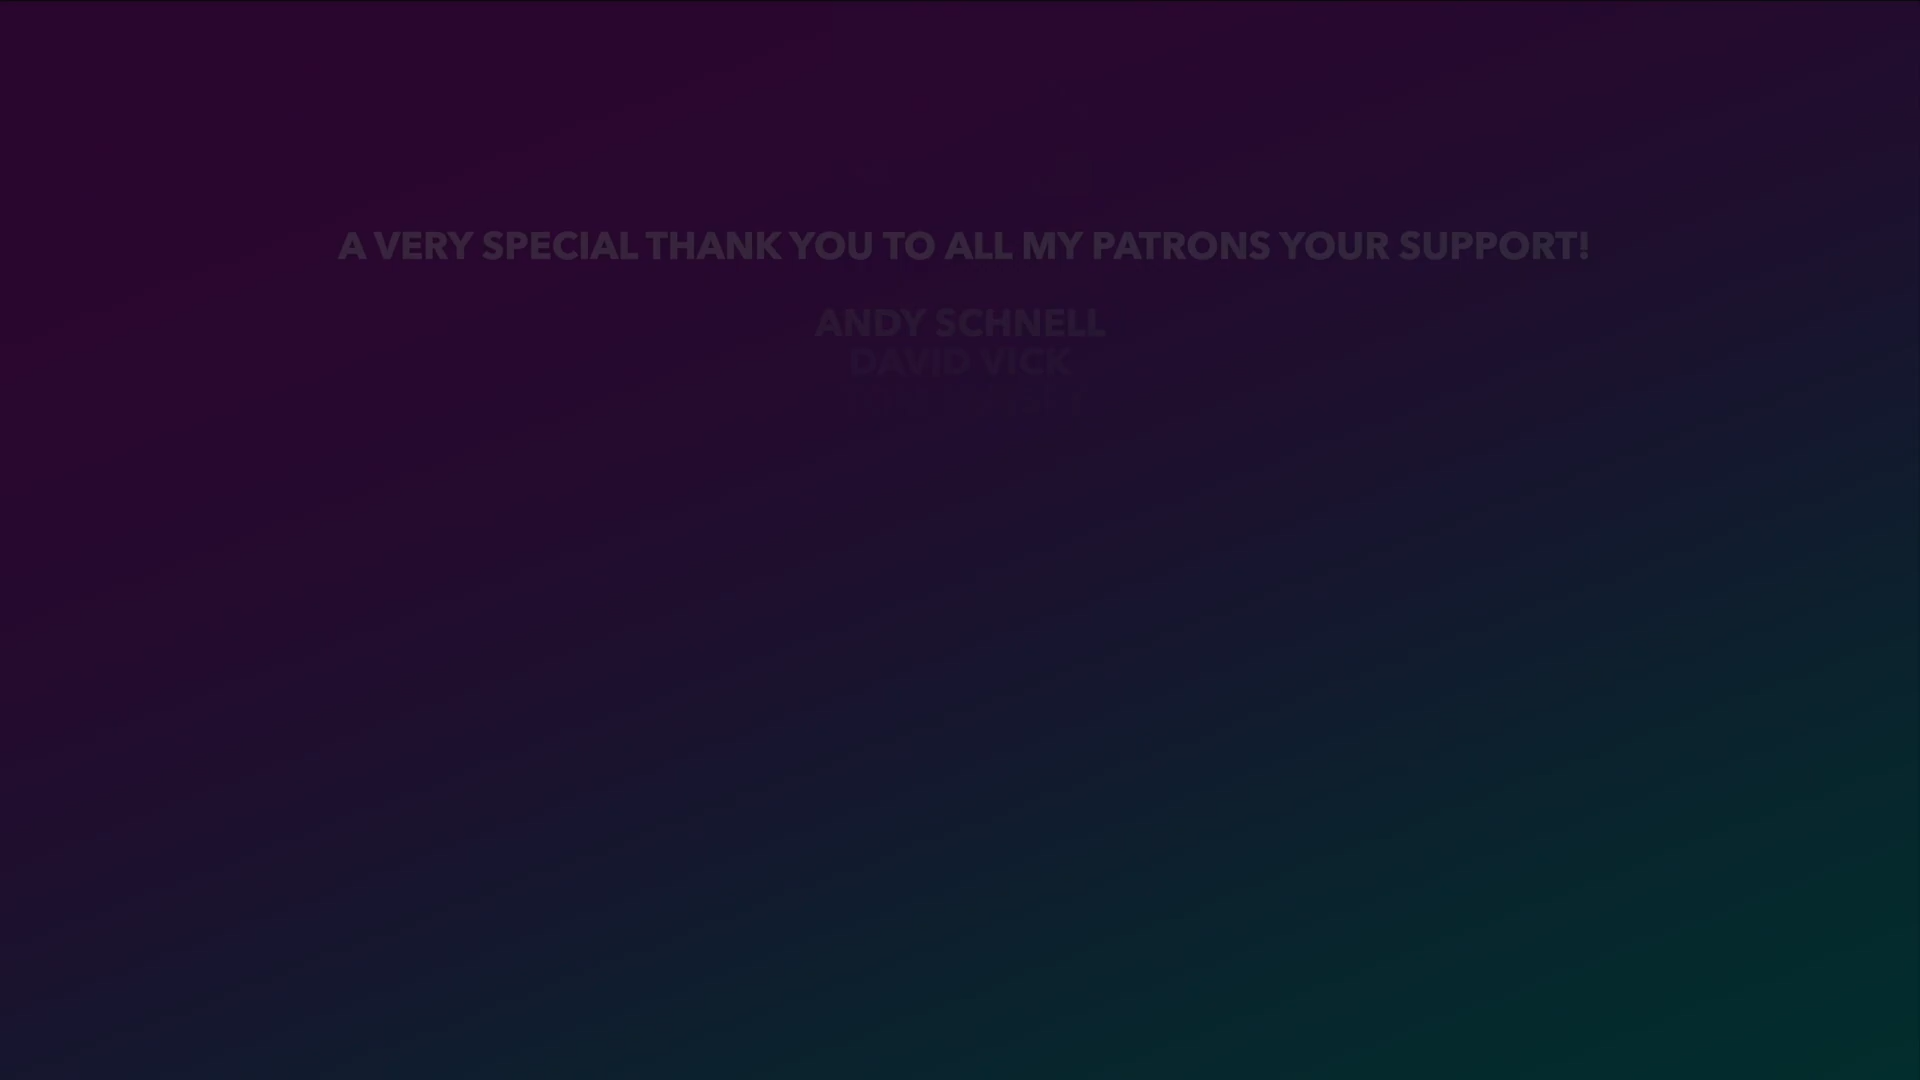 A VERY SPECIAL THANK YOU TO ALL MY PATRONS YOUR SUPPORT!
ANDY SCHNELL
DAVID VICK